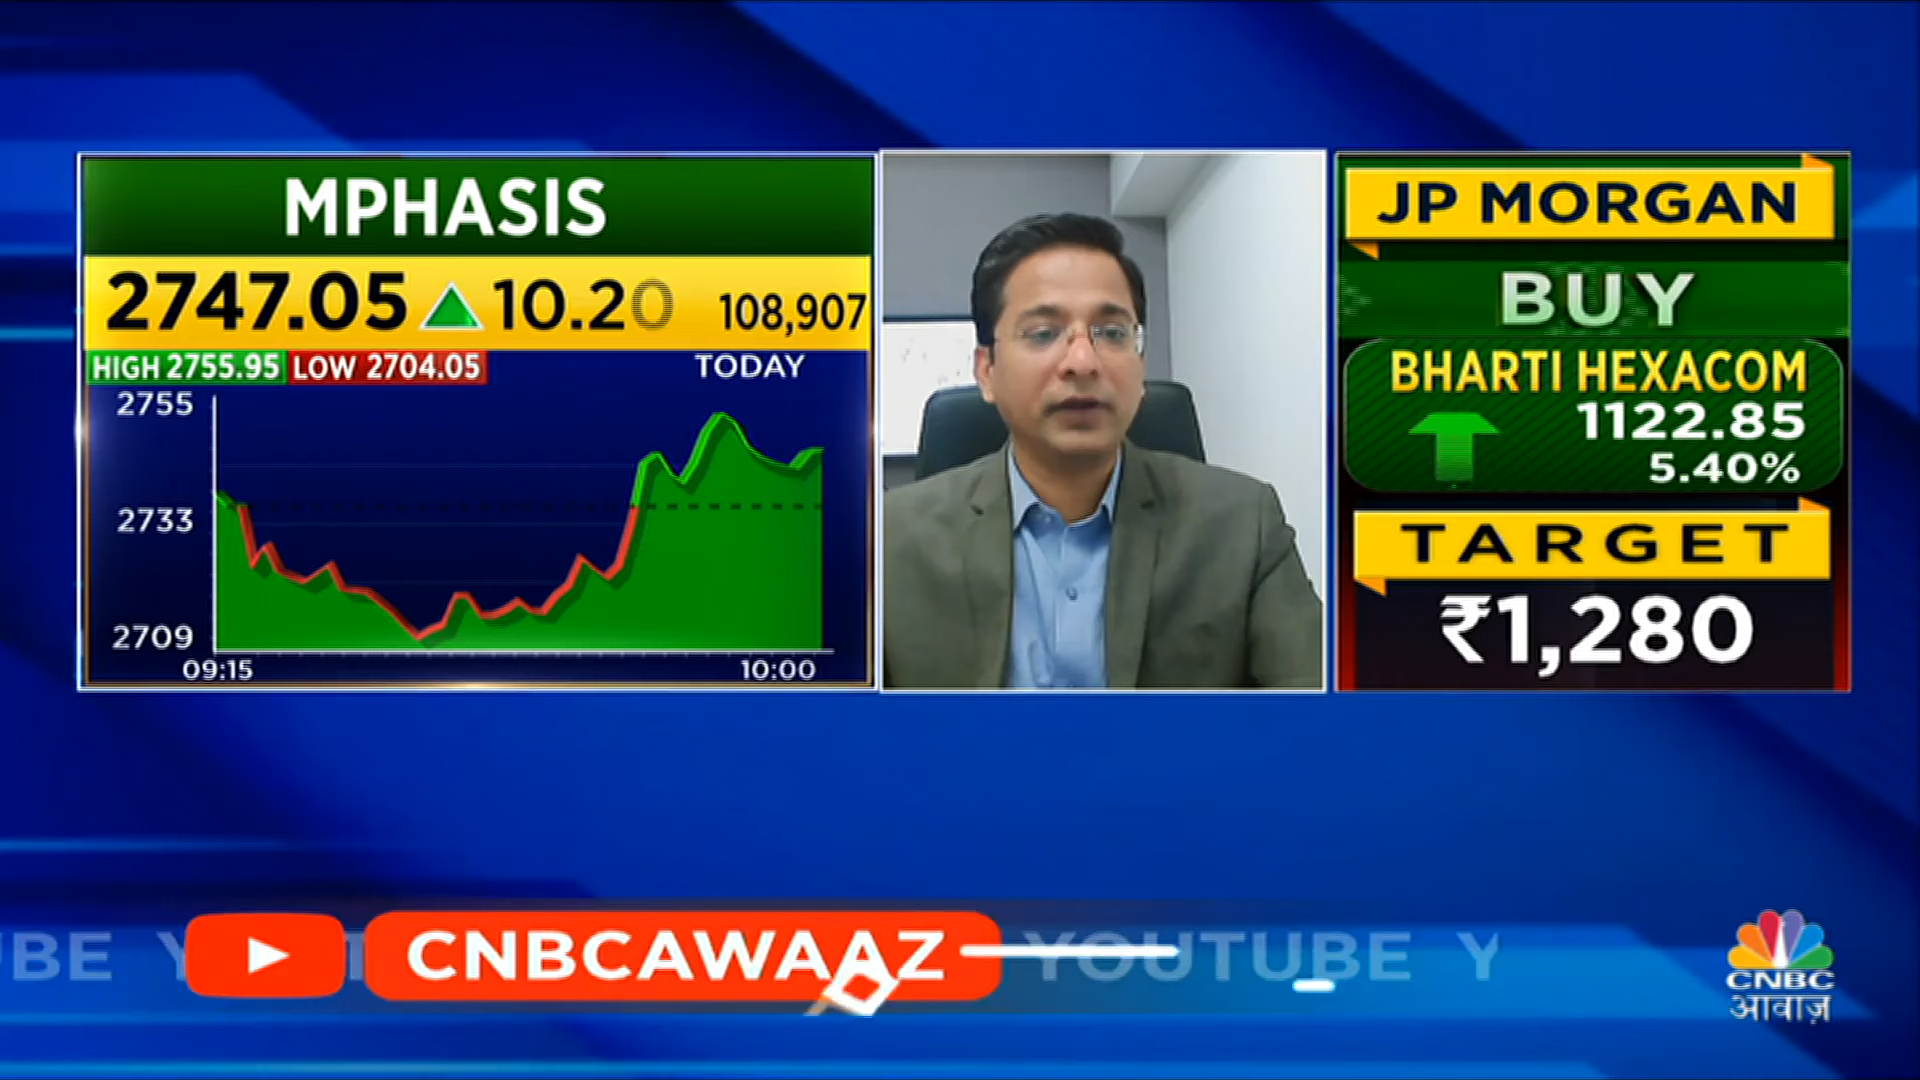 MPHASIS
2747.05 10.20 108,907
HIGH 2755.95 LOW 2704.05 TODAY
2755
2733
2709
09:15 10:00
JP MORGAN
BUY
BHARTI HEXACOM
1122.85
5.40%
TARGET
₹1,280
UBE Y T CNBCAWAAZ YOUTUBE Y
CNBC
आवाज़